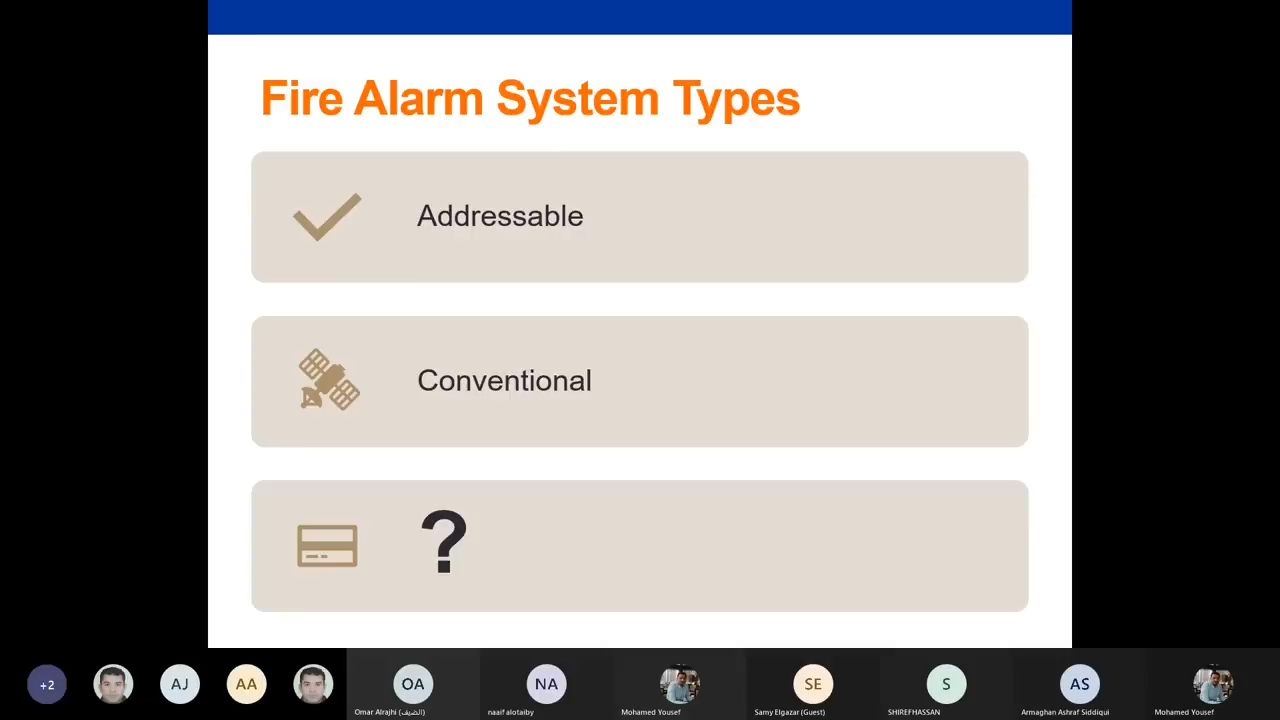 Fire Alarm System Types
Addressable
Conventional
?
+2
AJ
AA
OA
NA
SE
S
AS
Omar Alrajhi (الضيف)
naaif alotaiby
Mohamed Yousef
Samy Elgazar (Guest)
SHIREFHASSAN
Armaghan Ashraf Siddiqui
Mohamed Yousef